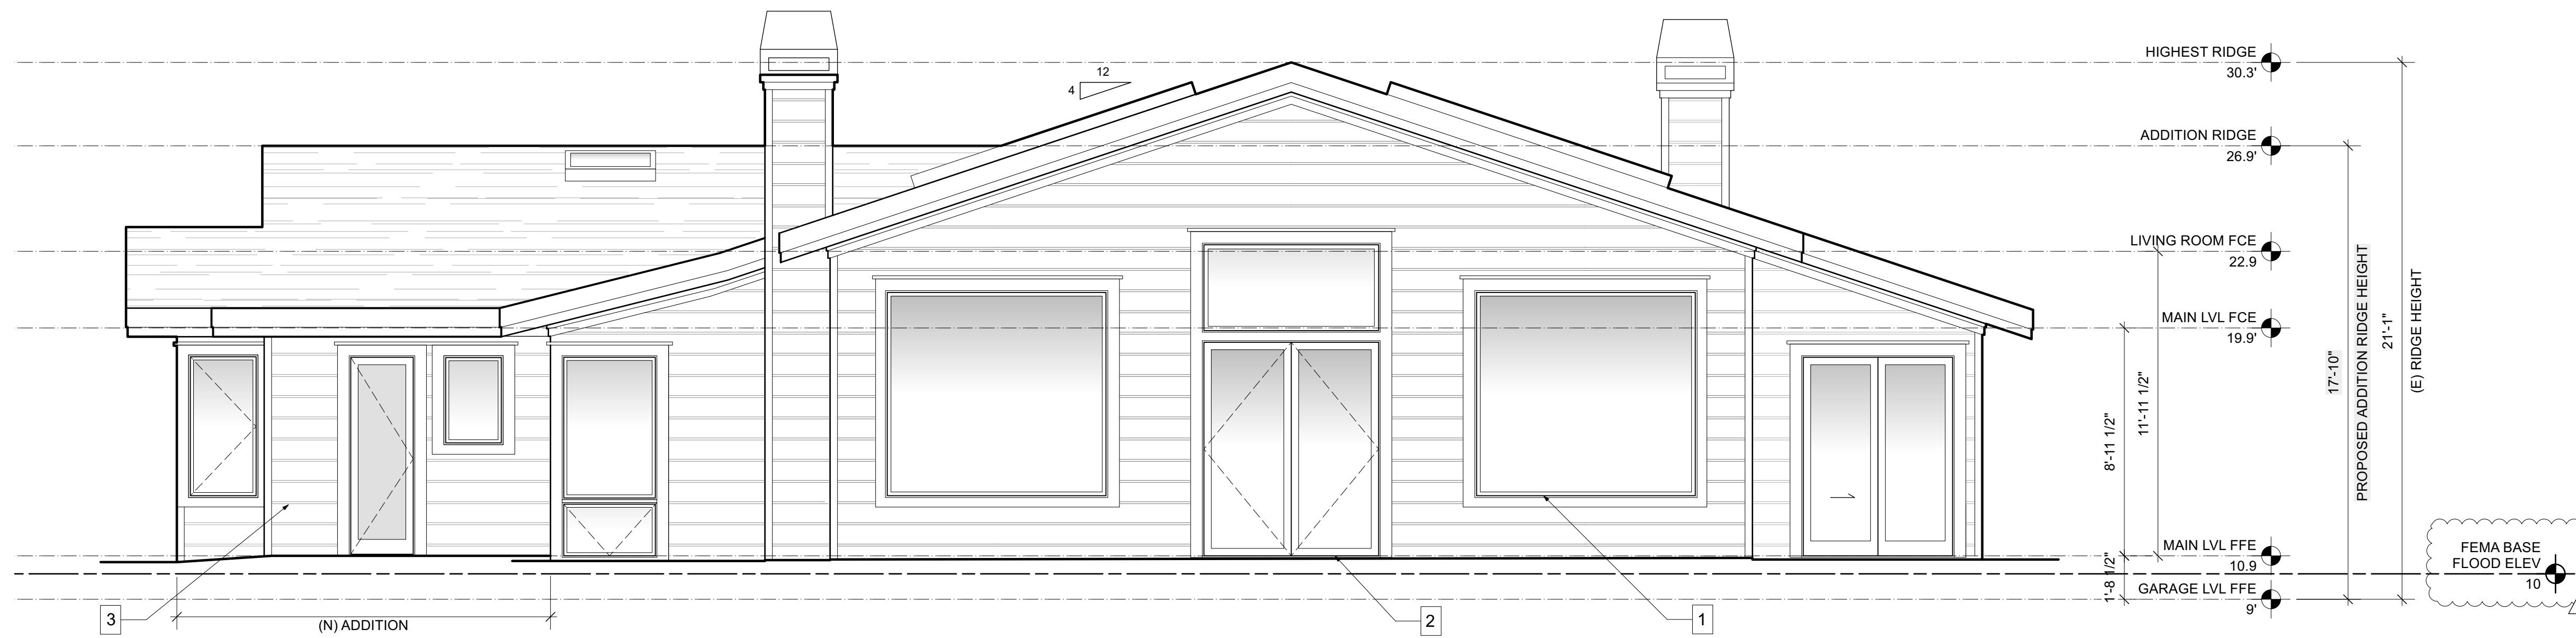 12
4
HIGHEST RIDGE
30.3'
ADDITION RIDGE
26.9'
LIVING ROOM FCE
22.9
MAIN LVL FCE
19.9'
MAIN LVL FFE
10.9
GARAGE LVL FFE
9'
8'-11 1/2"
1'-8 1/2"
11'-11 1/2"
17'-10"
PROPOSED ADDITION RIDGE HEIGHT
21'-1"
(E) RIDGE HEIGHT
FEMA BASE
FLOOD ELEV
10
3
(N) ADDITION
2
1